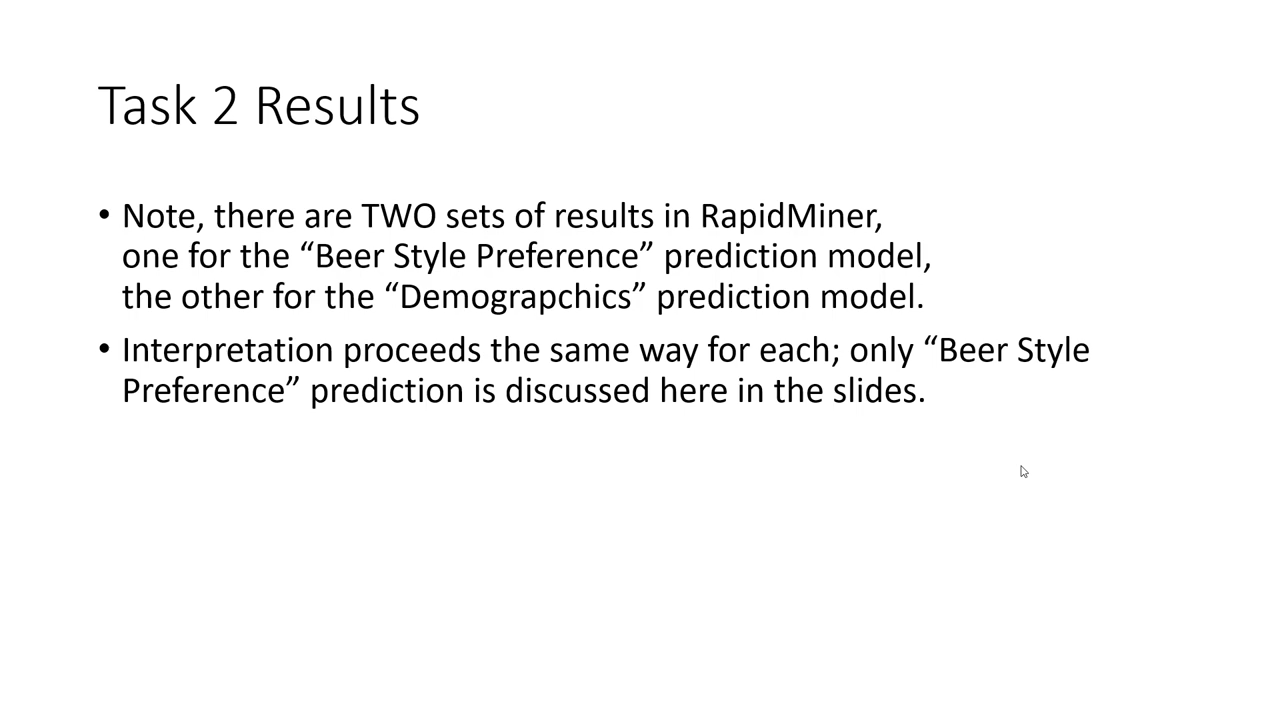 Task 2 Results
• Note, there are TWO sets of results in RapidMiner,
one for the “Beer Style Preference” prediction model,
the other for the “Demograpchics” prediction model.
• Interpretation proceeds the same way for each; only “Beer Style
Preference” prediction is discussed here in the slides.